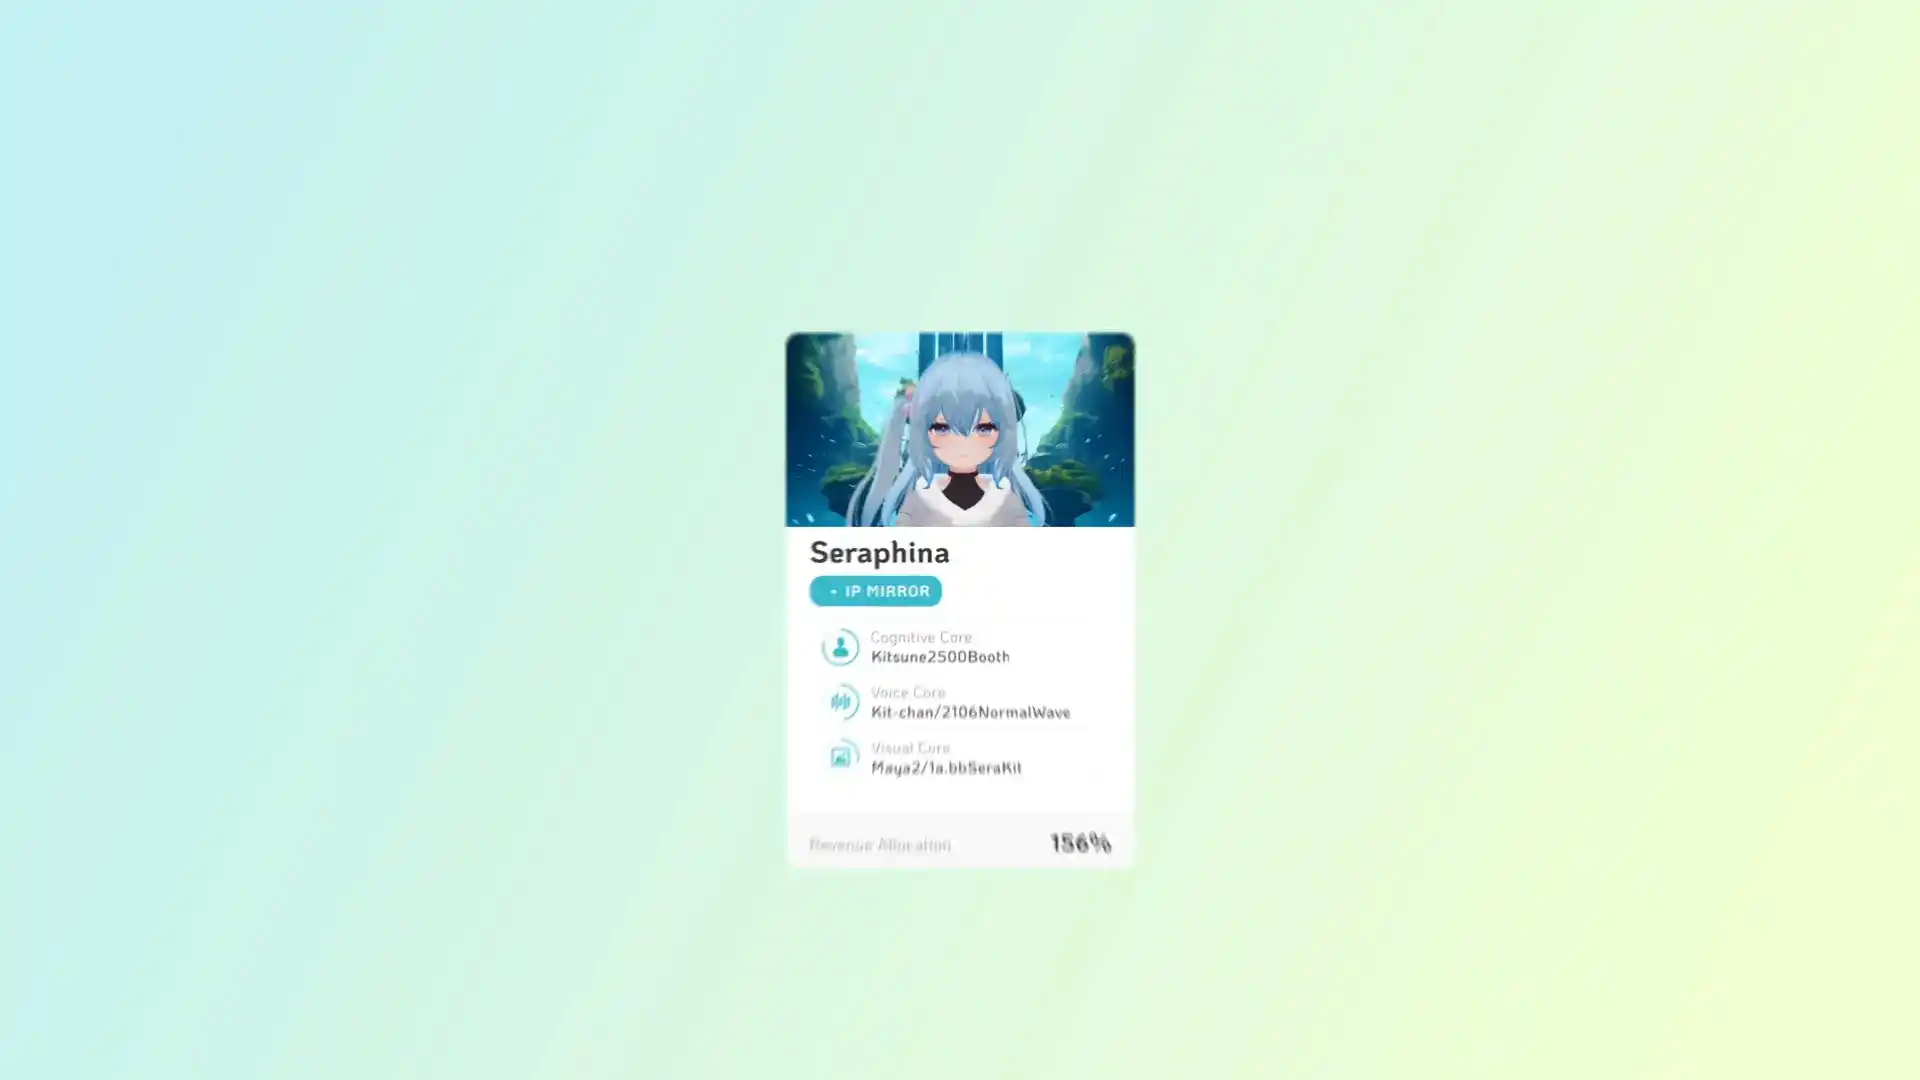 Seraphina
• IP MIRROR
Cognitive Core
Kitsune2500Booth
Voice Core
Kit-chan/2106NormalWave
Visual Core
Maya2/1a.bbSeraKit
Revenue Allocation
156%